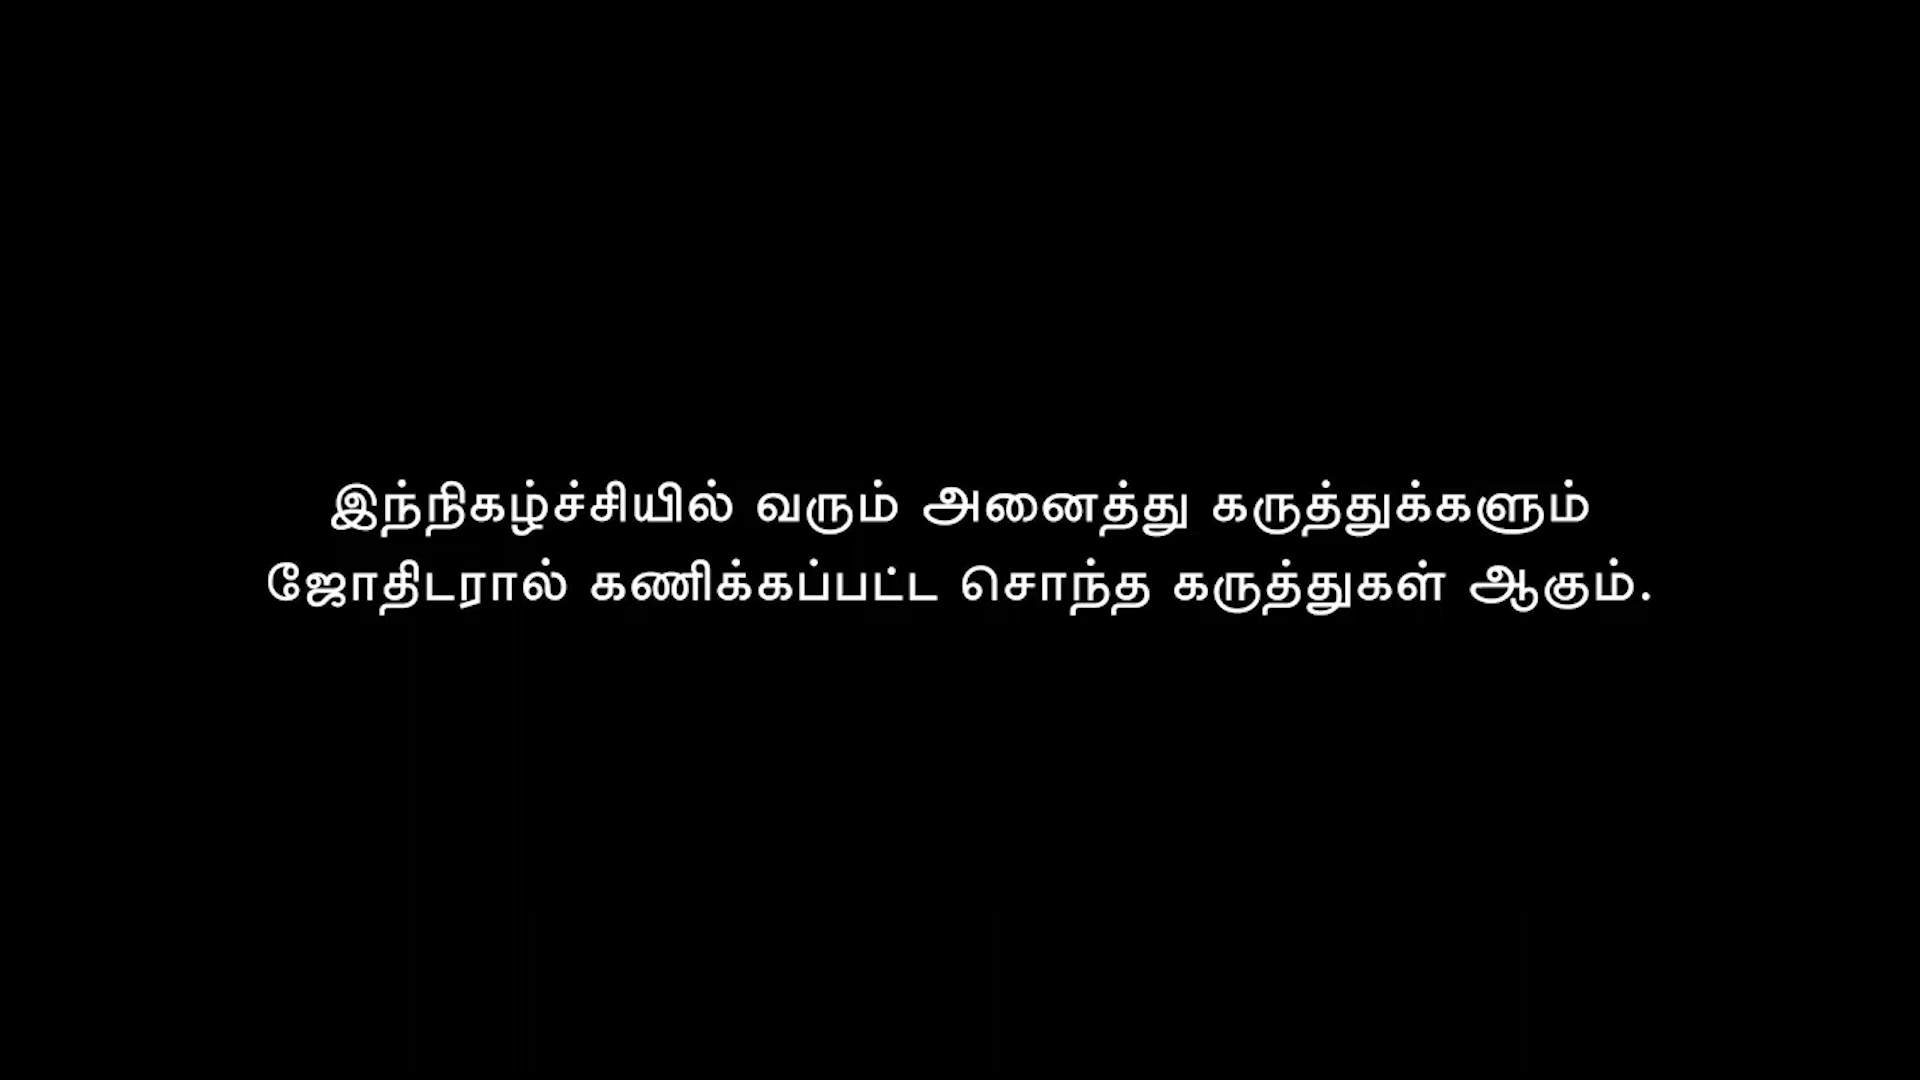 இந்நிகழ்ச்சியில் வரும் அனைத்து கருத்துக்களும்
ஜோதிடரால் கணிக்கப்பட்ட சொந்த கருத்துகள் ஆகும்.